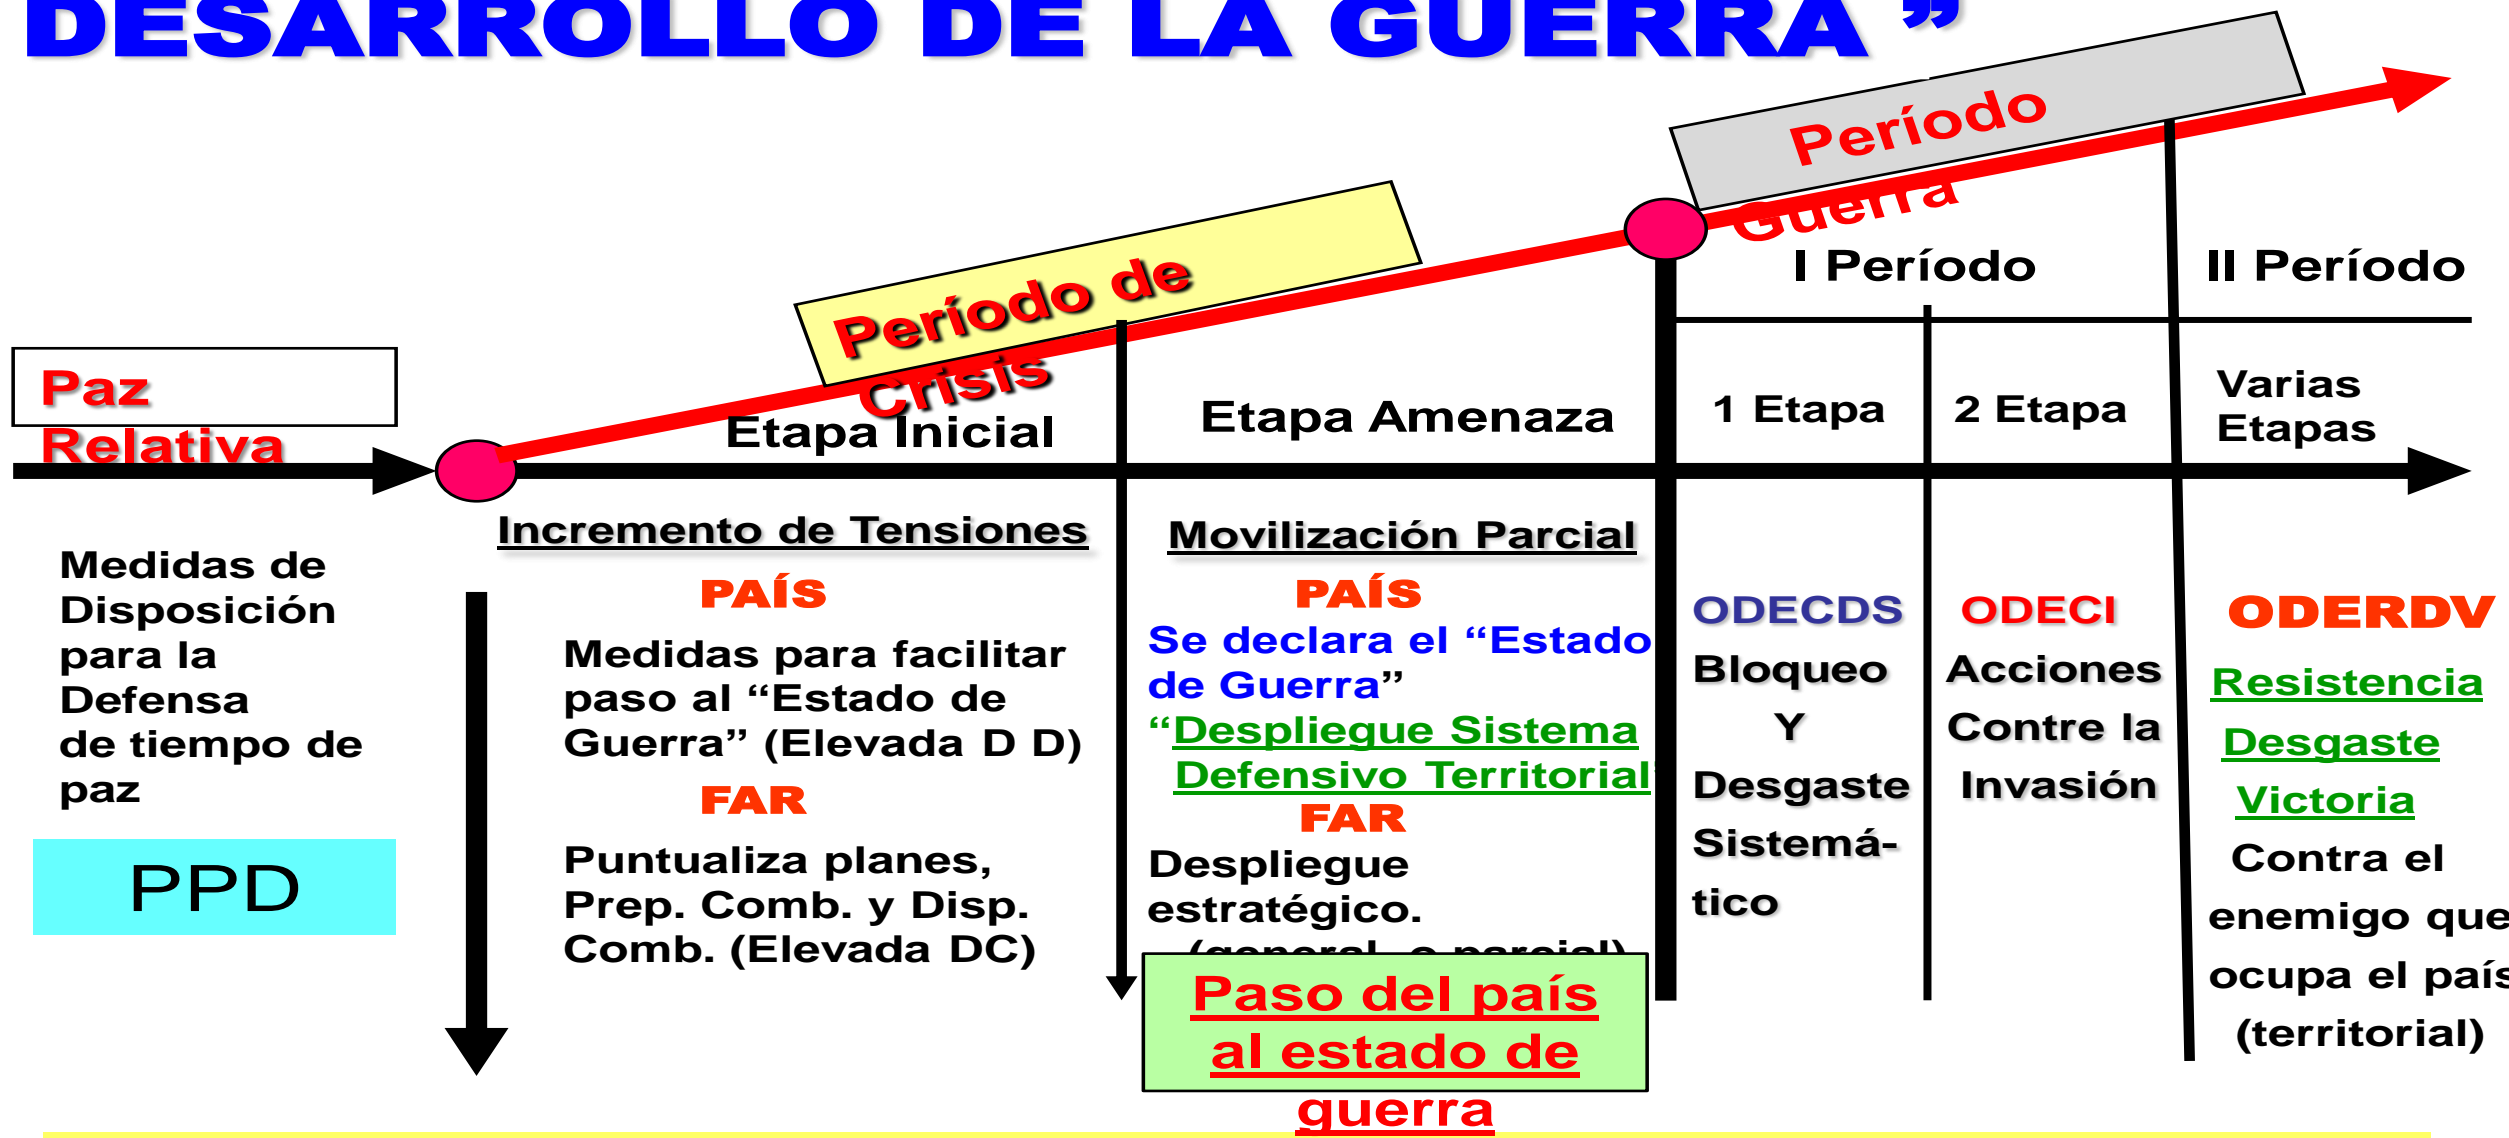 DESARROLLO DE LA GUERRA ”
Período
Guerra
Período de
Crisis
I Período
II Período
Paz
Relativa
Etapa Inicial
Etapa Amenaza
1 Etapa
2 Etapa
Varias
Etapas
Medidas de
Disposición
para la
Defensa
de tiempo de
paz
PPD
Incremento de Tensiones
PAÍS
Medidas para facilitar
paso al “Estado de
Guerra” (Elevada D D)
FAR
Puntualiza planes,
Prep. Comb. y Disp.
Comb. (Elevada DC)
Movilización Parcial
PAÍS
Se declara el “Estado
de Guerra”
“Despliegue Sistema
Defensivo Territorial”
FAR
Despliegue
estratégico.
(general o parcial)
Paso del país
al estado de
guerra
ODECDS
Bloqueo
Y
Desgaste
Sistemá-
tico
ODECI
Acciones
Contre la
Invasión
ODERDV
Resistencia
Desgaste
Victoria
Contra el
enemigo que
ocupa el país
(territorial)